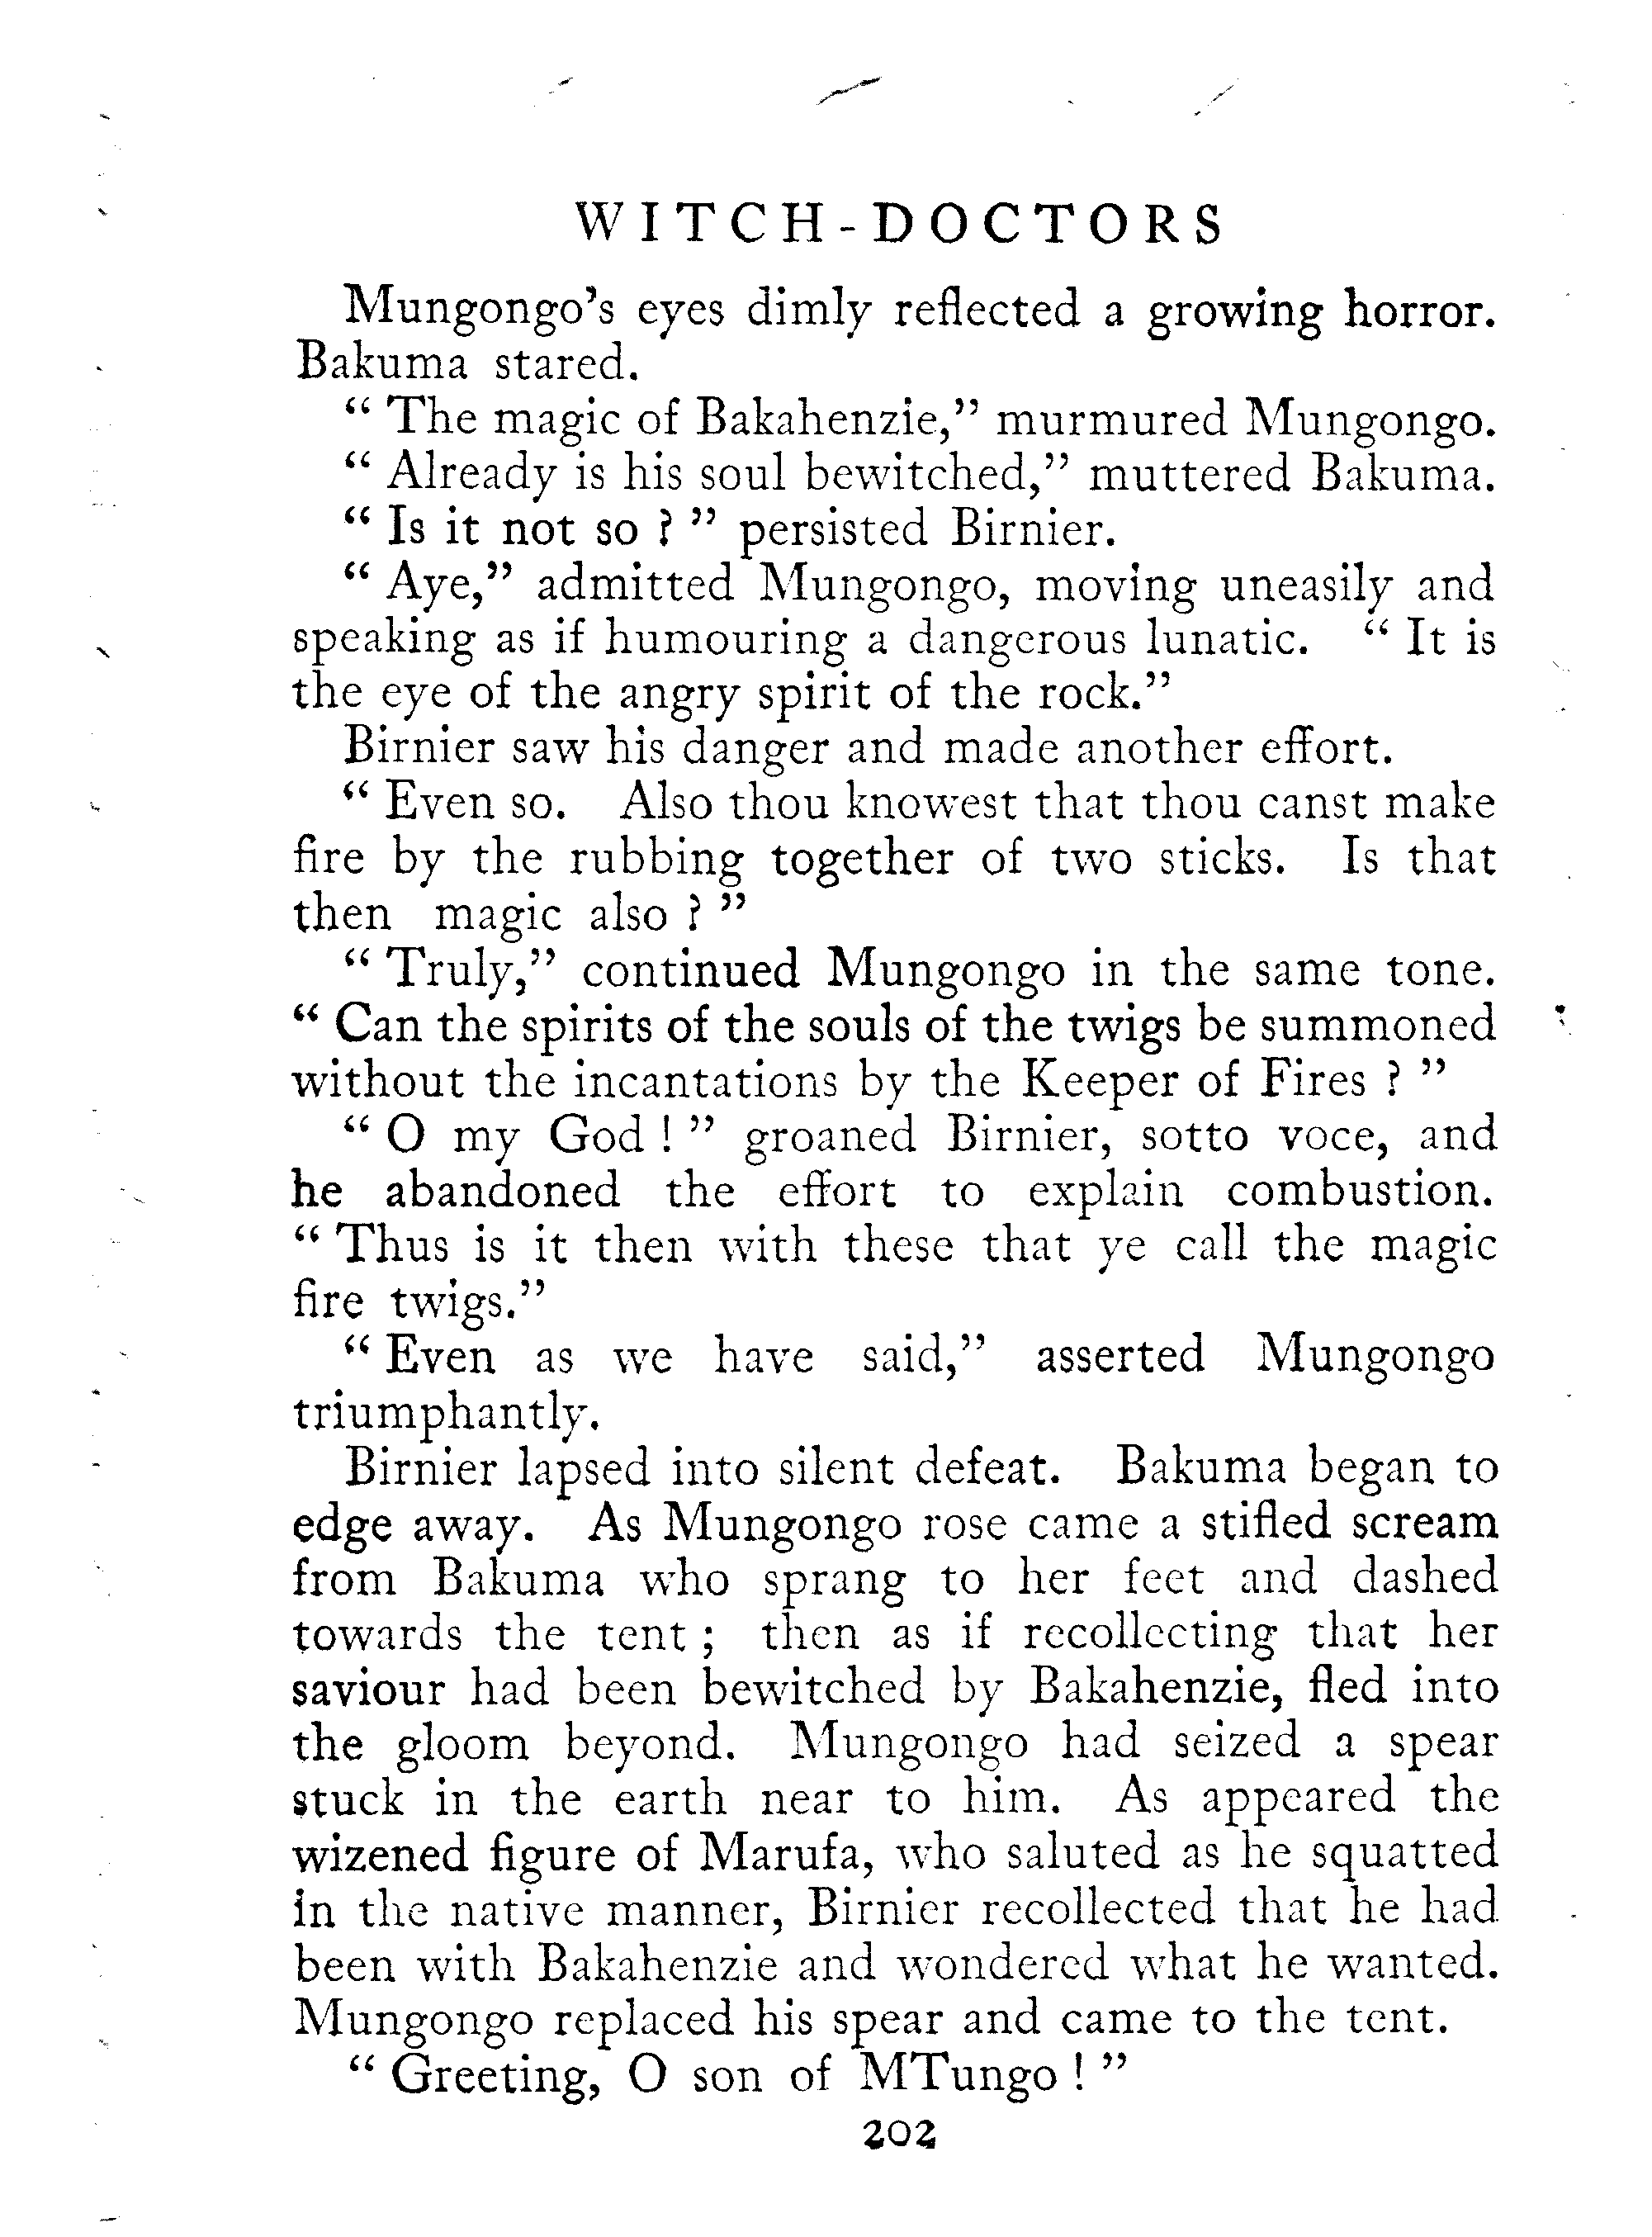 WITCH-DOCTORS
Mungongo's eyes dimly reflected a growing horror.
Bakuma stared.
“ The magic of Bakahenzie,” murmured Mungongo.
“ Already is his soul bewitched,” muttered Bakuma.
“ Is it not so ? ” persisted Birnier.
“ Aye,” admitted Mungongo, moving uneasily and
speaking as if humouring a dangerous lunatic. “ It is
the eye of the angry spirit of the rock.”
Birnier saw his danger and made another effort.
“ Even so. Also thou knowest that thou canst make
fire by the rubbing together of two sticks. Is that
then magic also ? ”
“ Truly,” continued Mungongo in the same tone.
“ Can the spirits of the souls of the twigs be summoned
without the incantations by the Keeper of Fires ? ”
“ O my God ! ” groaned Birnier, sotto voce, and
he abandoned the effort to explain combustion.
“ Thus is it then with these that ye call the magic
fire twigs.”
“ Even as we have said,” asserted Mungongo
triumphantly.
Birnier lapsed into silent defeat. Bakuma began to
edge away. As Mungongo rose came a stifled scream
from Bakuma who sprang to her feet and dashed
towards the tent ; then as if recollecting that her
saviour had been bewitched by Bakahenzie, fled into
the gloom beyond. Mungongo had seized a spear
stuck in the earth near to him. As appeared the
wizened figure of Marufa, who saluted as he squatted
in the native manner, Birnier recollected that he had
been with Bakahenzie and wondered what he wanted.
Mungongo replaced his spear and came to the tent.
“ Greeting, O son of MTungo ! ”
202